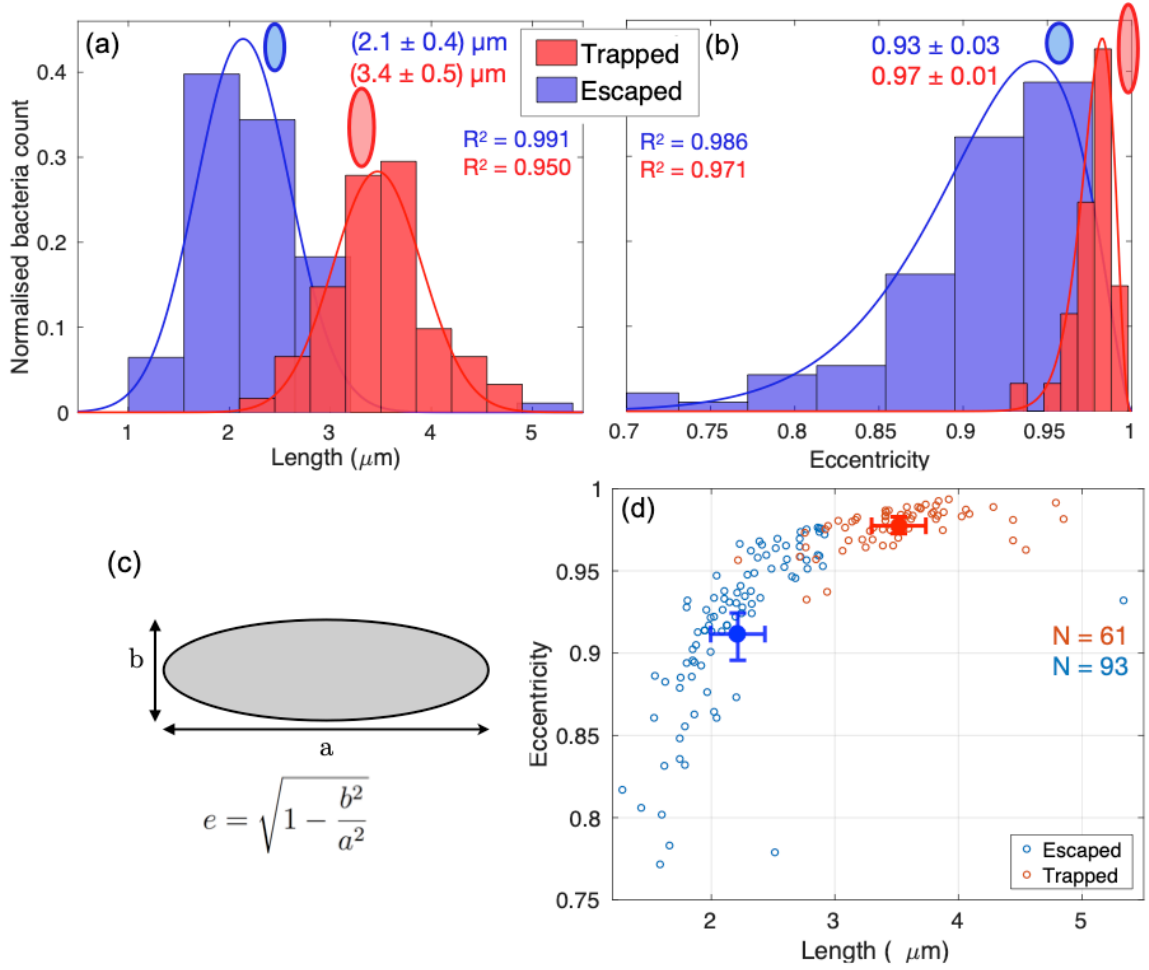 (a)
(2.1 ± 0.4) μm
(3.4 ± 0.5) μm
R² = 0.991
R² = 0.950
Trapped
Escaped
Normalised bacteria count
0.4
0.3
0.2
0.1
0
1 2 3 4 5
Length (μm)
(b)
0.93 ± 0.03
0.97 ± 0.01
R² = 0.986
R² = 0.971
0.7 0.75 0.8 0.85 0.9 0.95 1
Eccentricity
(c)
b
a
e = √(1 − b²/a²)
(d)
Eccentricity
1
0.95
0.9
0.85
0.8
0.75
N = 61
N = 93
Escaped
Trapped
2 3 4 5
Length ( μm)